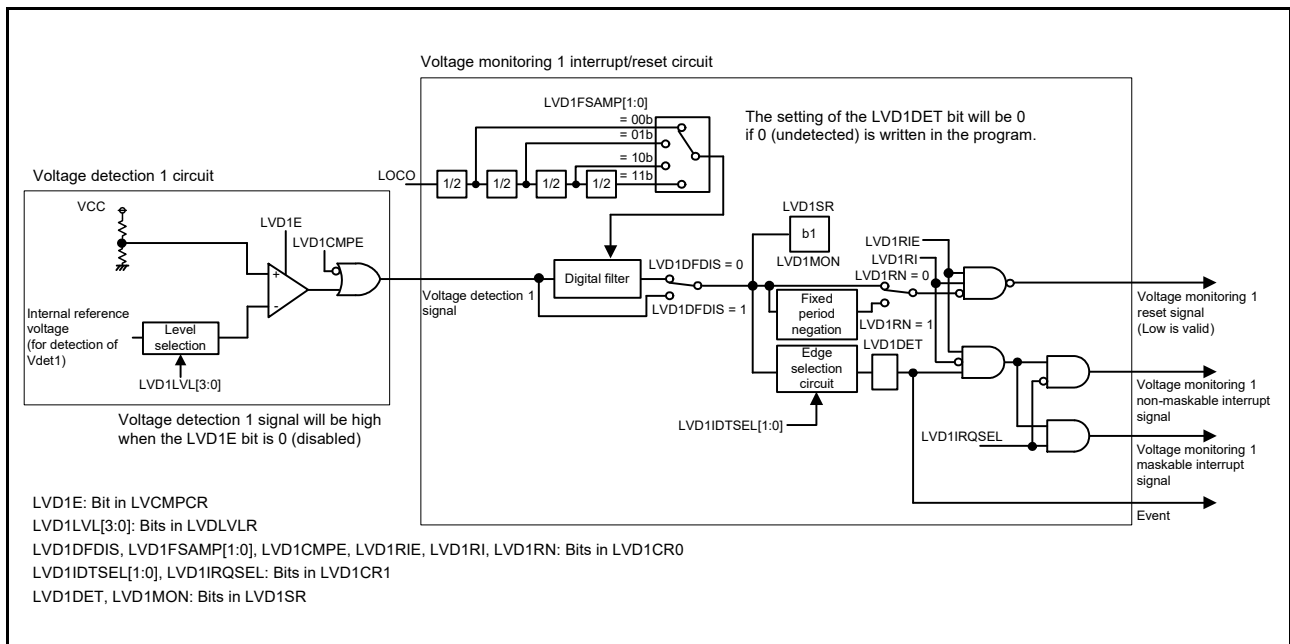 Voltage monitoring 1 interrupt/reset circuit
LVD1FSAMP[1:0]
= 00b
= 01b
= 10b
= 11b
The setting of the LVD1DET bit will be 0
if 0 (undetected) is written in the program.
LOCO
1/2
1/2
1/2
1/2
Voltage detection 1 circuit
VCC
LVD1E
LVD1CMPE
+
-
Internal reference
voltage
(for detection of
Vdet1)
Level
selection
LVD1LVL[3:0]
Voltage detection 1 signal will be high
when the LVD1E bit is 0 (disabled)
Voltage detection 1
signal
Digital filter
LVD1DFDIS = 0
LVD1DFDIS = 1
LVD1SR
b1
LVD1MON
LVD1RIE
LVD1RI
LVD1RN = 0
Fixed
period
negation
LVD1RN = 1
LVD1DET
Edge
selection
circuit
LVD1IDTSEL[1:0]
LVD1IRQSEL
Voltage monitoring 1
reset signal
(Low is valid)
Voltage monitoring 1
non-maskable interrupt
signal
Voltage monitoring 1
maskable interrupt
signal
Event
LVD1E: Bit in LVCMPCR
LVD1LVL[3:0]: Bits in LVDLVLR
LVD1DFDIS, LVD1FSAMP[1:0], LVD1CMPE, LVD1RIE, LVD1RI, LVD1RN: Bits in LVD1CR0
LVD1IDTSEL[1:0], LVD1IRQSEL: Bits in LVD1CR1
LVD1DET, LVD1MON: Bits in LVD1SR